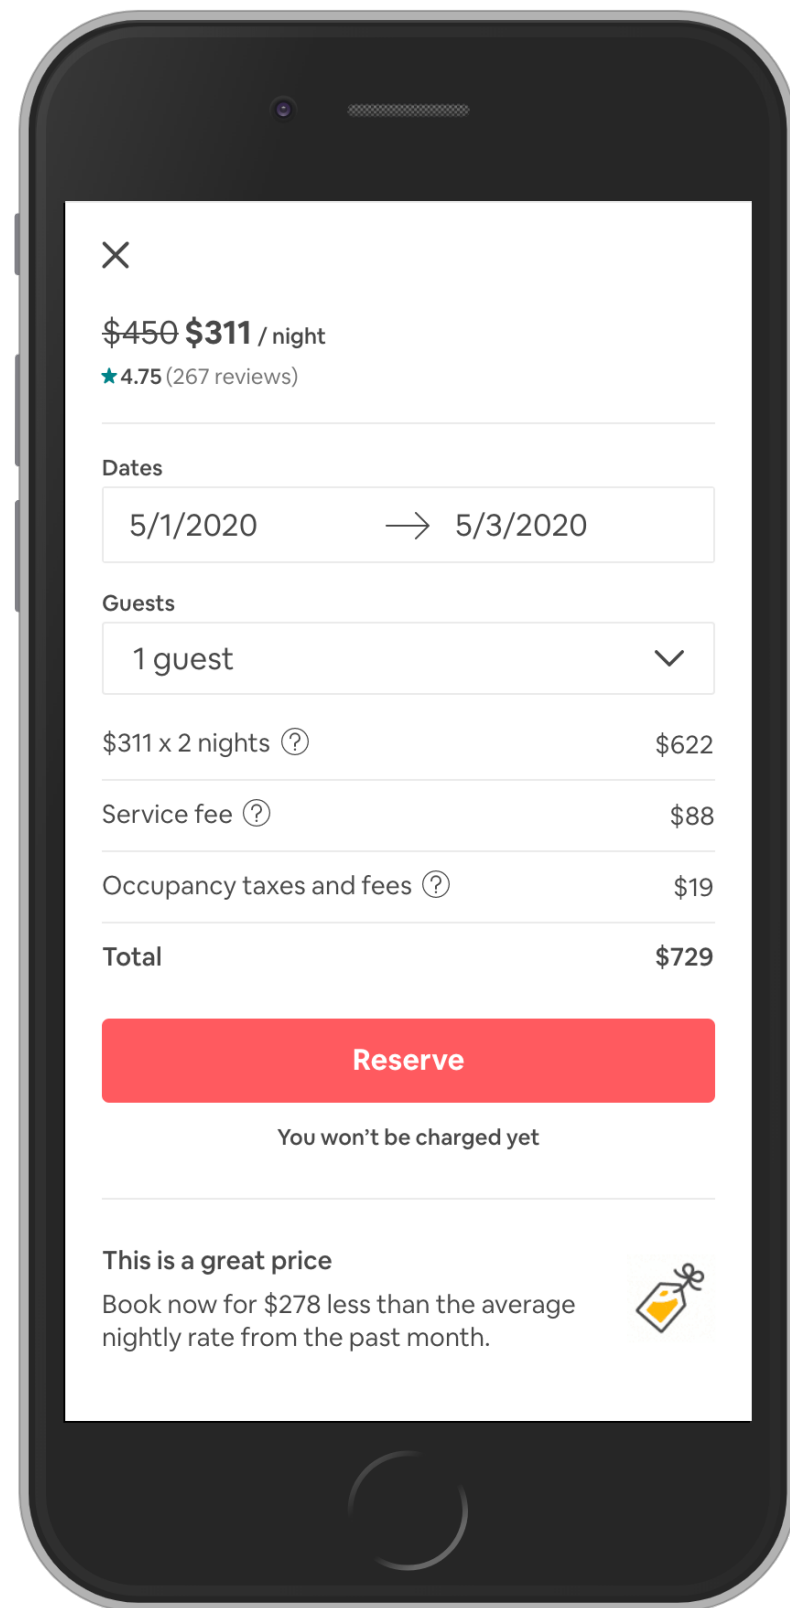 $450 $311 / night
★4.75 (267 reviews)
Dates
5/1/2020 → 5/3/2020
Guests
1 guest
$311 x 2 nights ? $622
Service fee ? $88
Occupancy taxes and fees ? $19
Total $729
Reserve
You won’t be charged yet
This is a great price
Book now for $278 less than the average
nightly rate from the past month.